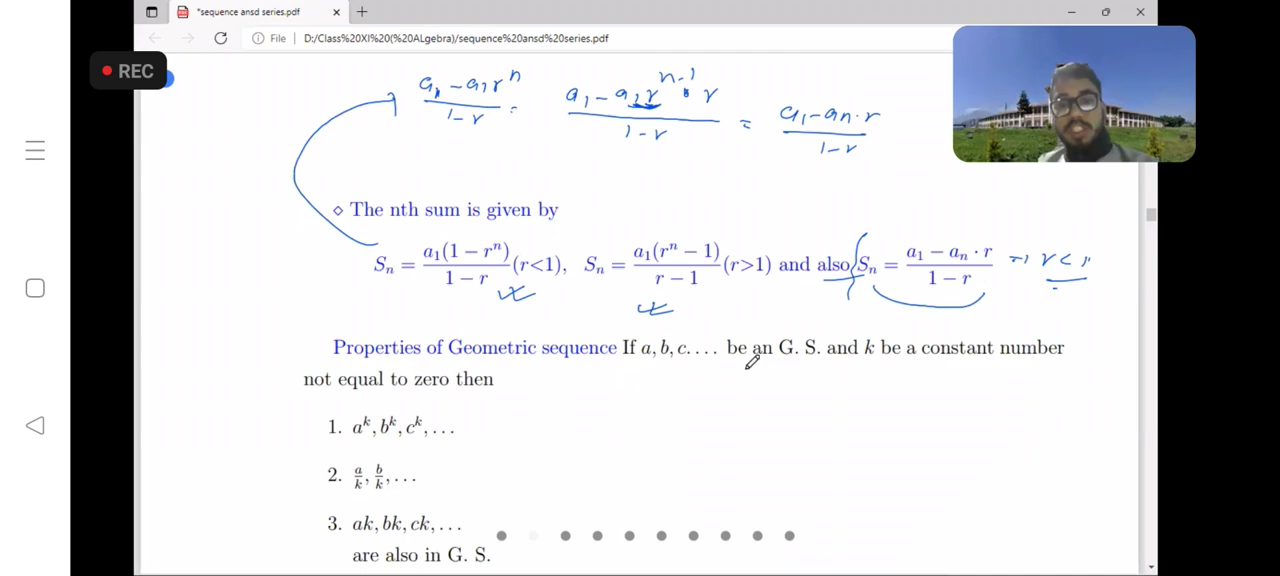 *sequence ansd series.pdf
File | D:/Class%20XI%20(%20ALgebra)/sequence%20ansd%20series.pdf
REC
a₁ - a₁rⁿ / 1-r = a₁ - a₁r^(n-1) · r / 1-r = a₁ - an · r / 1-r
⋄ The nth sum is given by
Sₙ = a₁(1 − rⁿ) / 1 − r (r<1), Sₙ = a₁(rⁿ − 1) / r − 1 (r>1) and also Sₙ = a₁ − aₙ · r / 1 − r
Properties of Geometric sequence If a, b, c.... be an G. S. and k be a constant number
not equal to zero then
1. aᵏ, bᵏ, cᵏ, ...
2. a/k, b/k, ...
3. ak, bk, ck, ...
are also in G. S.